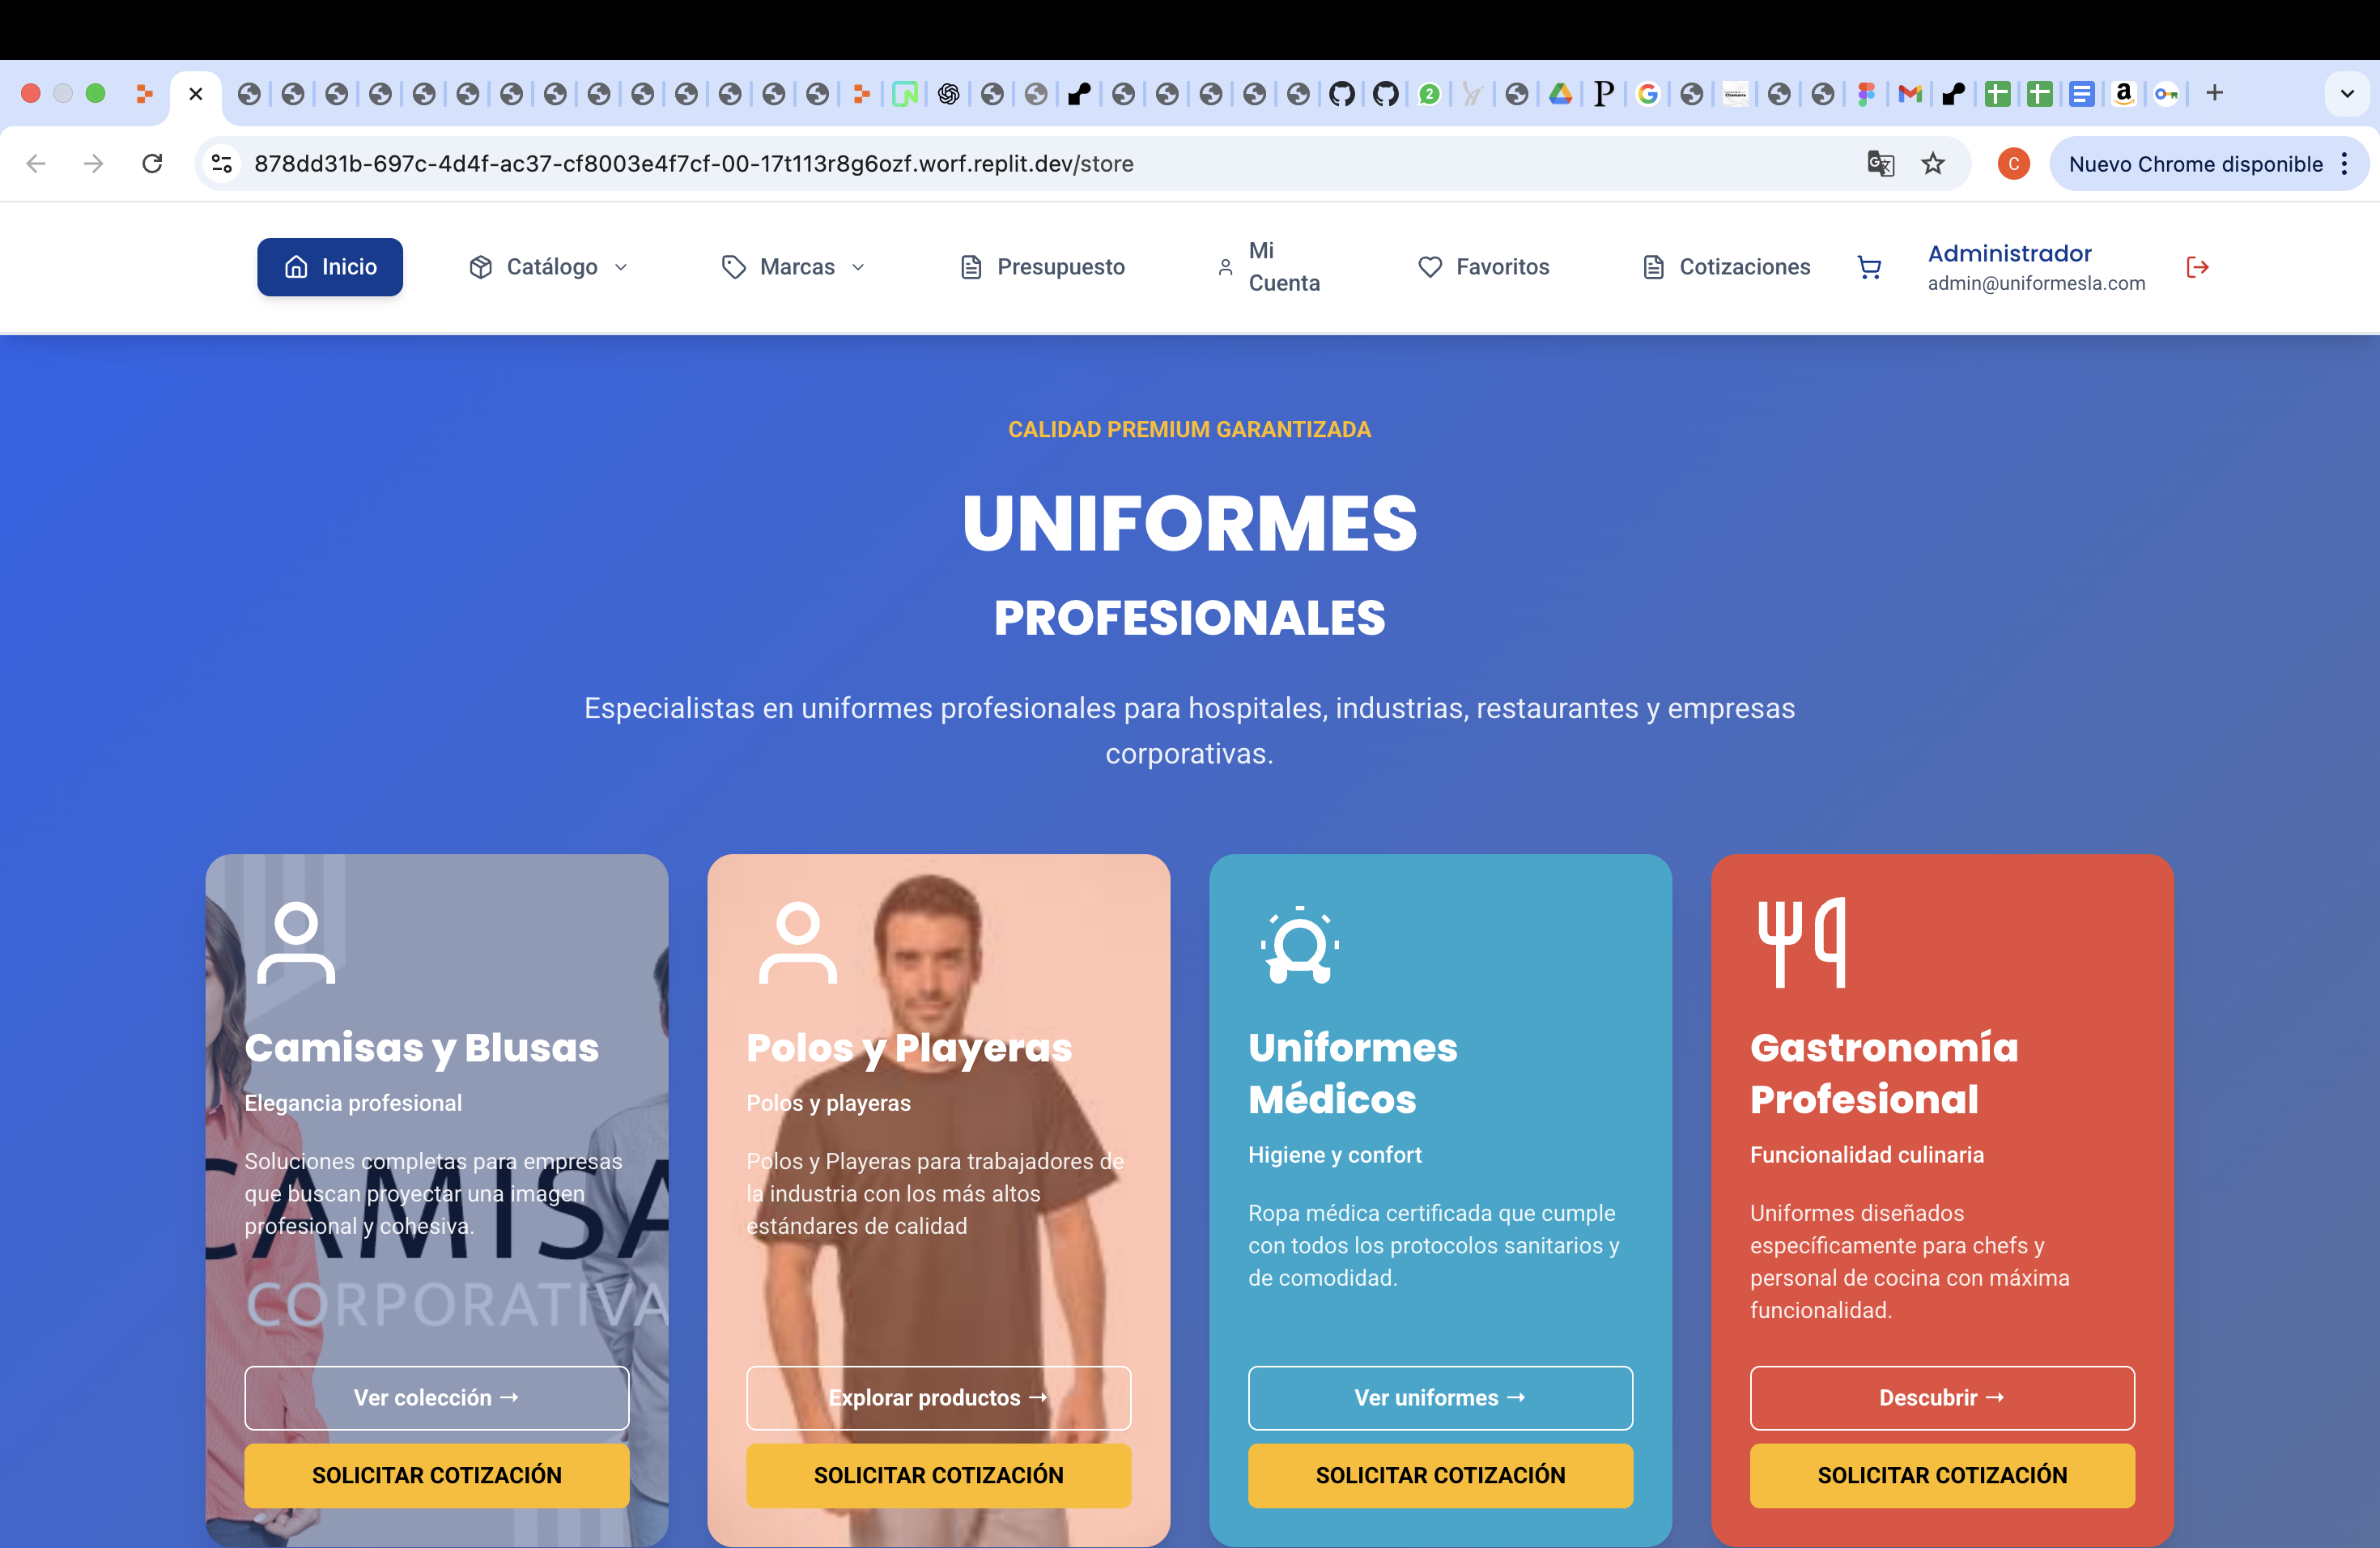 878dd31b-697c-4d4f-ac37-cf8003e4f7cf-00-17t113r8g6ozf.worf.replit.dev/store
C
Nuevo Chrome disponible
Inicio
Catálogo
Marcas
Presupuesto
Mi
Cuenta
Favoritos
Cotizaciones
Administrador
admin@uniformesla.com
CALIDAD PREMIUM GARANTIZADA
UNIFORMES
PROFESIONALES
Especialistas en uniformes profesionales para hospitales, industrias, restaurantes y empresas
corporativas.
Camisas y Blusas
Elegancia profesional
Soluciones completas para empresas
que buscan proyectar una imagen
profesional y cohesiva.
CAMISA
CORPORATIVA
Ver colección →
SOLICITAR COTIZACIÓN
Polos y Playeras
Polos y playeras
Polos y Playeras para trabajadores de
la industria con los más altos
estándares de calidad
Explorar productos →
SOLICITAR COTIZACIÓN
Uniformes
Médicos
Higiene y confort
Ropa médica certificada que cumple
con todos los protocolos sanitarios y
de comodidad.
Ver uniformes →
SOLICITAR COTIZACIÓN
Gastronomía
Profesional
Funcionalidad culinaria
Uniformes diseñados
específicamente para chefs y
personal de cocina con máxima
funcionalidad.
Descubrir →
SOLICITAR COTIZACIÓN